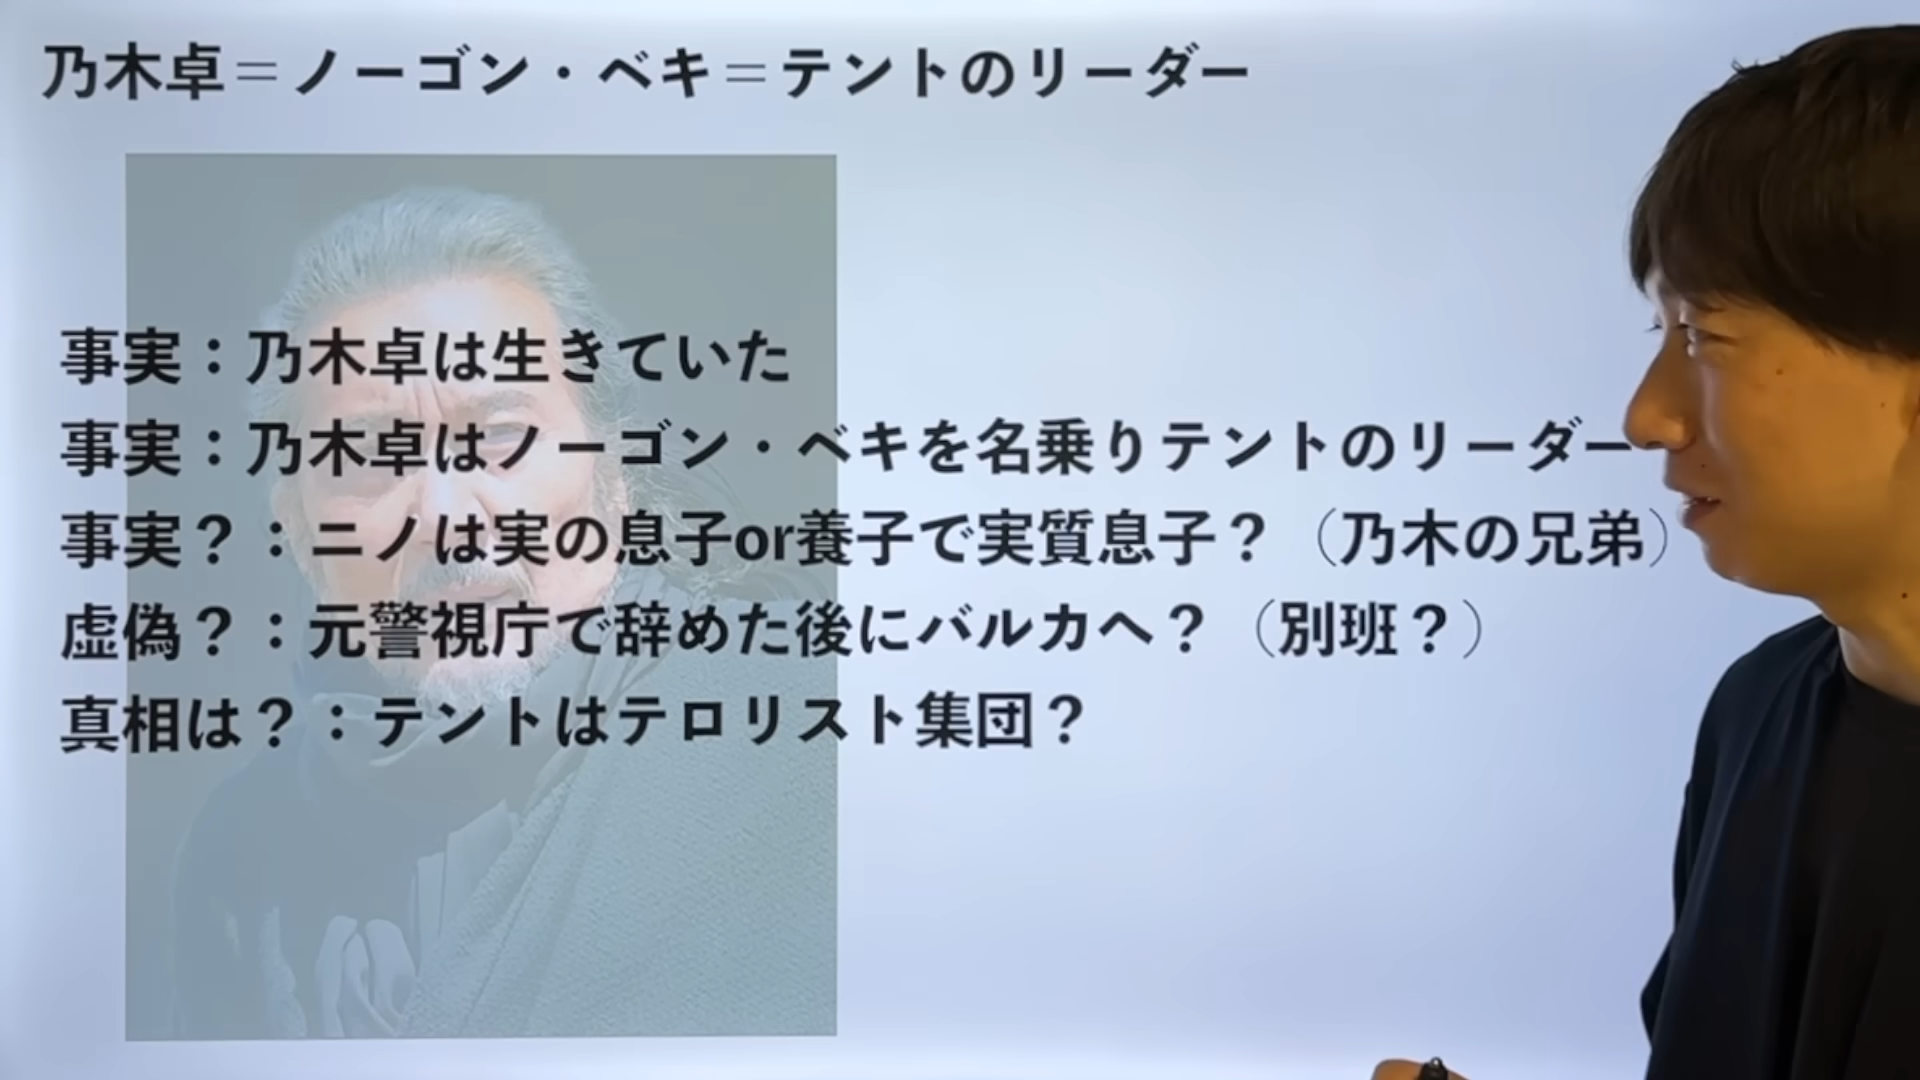 乃木卓＝ノーゴン・ベキ＝テントのリーダー
事実：乃木卓は生きていた
事実：乃木卓はノーゴン・ベキを名乗りテントのリーダー
事実？：ニノは実の息子or養子で実質息子？（乃木の兄弟）
虚偽？：元警視庁で辞めた後にバルカへ？（別班？）
真相は？：テントはテロリスト集団？